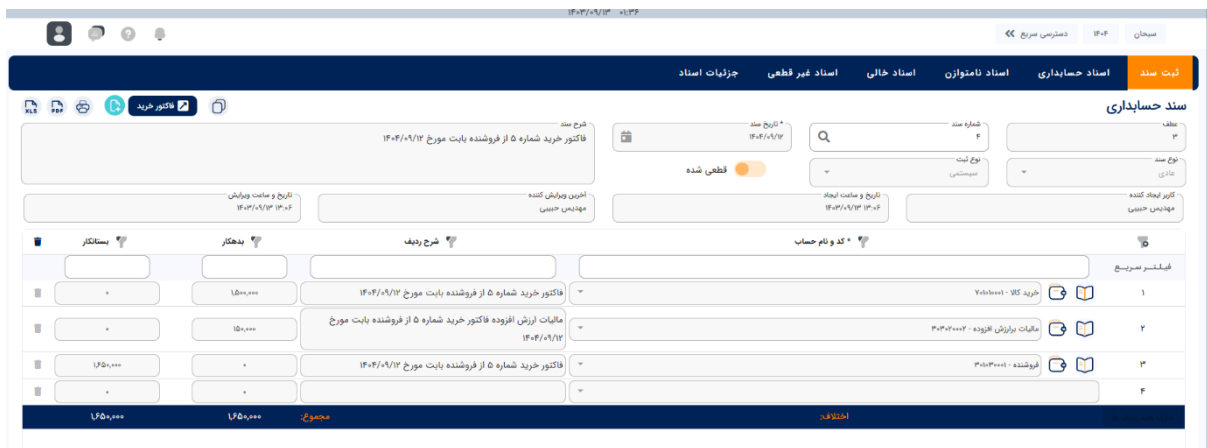 ۱۴۰۳/۰۹/۱۳ ۰۱:۳۶
سبحان ۱۴۰۴ دسترسی سریع
ثبت سند اسناد حسابداری اسناد نامتوازن اسناد خالی اسناد غیر قطعی جزئیات اسناد
سند حسابداری
فاکتور خرید PDF XLS
عطف شماره سند * تاریخ سند شرح سند
۳ ۴ ۱۴۰۴/۰۹/۱۲ فاکتور خرید شماره ۵ از فروشنده بابت مورخ ۱۴۰۴/۰۹/۱۲
نوع سند نوع ثبت
عادی سیستمی قطعی شده
کاربر ایجاد کننده تاریخ و ساعت ایجاد آخرین ویرایش کننده تاریخ و ساعت ویرایش
مهدیس حبیبی ۱۴۰۳/۰۹/۱۳ ۱۳:۰۶ مهدیس حبیبی ۱۴۰۳/۰۹/۱۳ ۱۳:۰۶
* کد و نام حساب شرح ردیف بدهکار بستانکار
فیلتر سریع
۱ خرید کالا - ۷۰۱۰۱۰۰۰۱ فاکتور خرید شماره ۵ از فروشنده بابت مورخ ۱۴۰۴/۰۹/۱۲ ۱,۵۰۰,۰۰۰ ۰
۲ مالیات برارزش افزوده - ۳۰۳۰۲۰۰۰۲ مالیات ارزش افزوده فاکتور خرید شماره ۵ از فروشنده بابت مورخ
۱۴۰۴/۰۹/۱۲ ۱۵۰,۰۰۰ ۰
۳ فروشنده - ۳۰۱۰۳۰۰۰۱ فاکتور خرید شماره ۵ از فروشنده بابت مورخ ۱۴۰۴/۰۹/۱۲ ۰ ۱,۶۵۰,۰۰۰
۴ ۰ ۰
اختلاف: مجموع: ۱,۶۵۰,۰۰۰ ۱,۶۵۰,۰۰۰